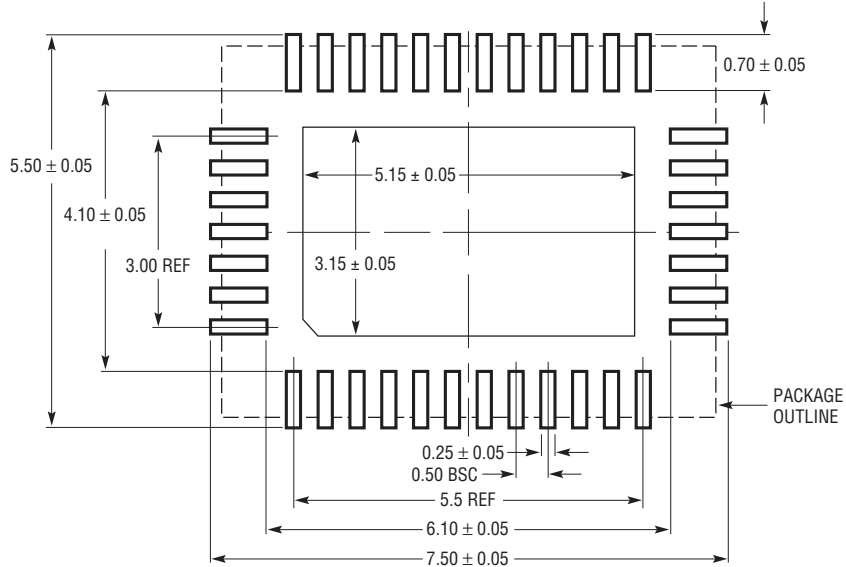 0.70 ± 0.05
5.50 ± 0.05
5.15 ± 0.05
4.10 ± 0.05
3.00 REF
3.15 ± 0.05
PACKAGE
OUTLINE
0.25 ± 0.05
0.50 BSC
5.5 REF
6.10 ± 0.05
7.50 ± 0.05